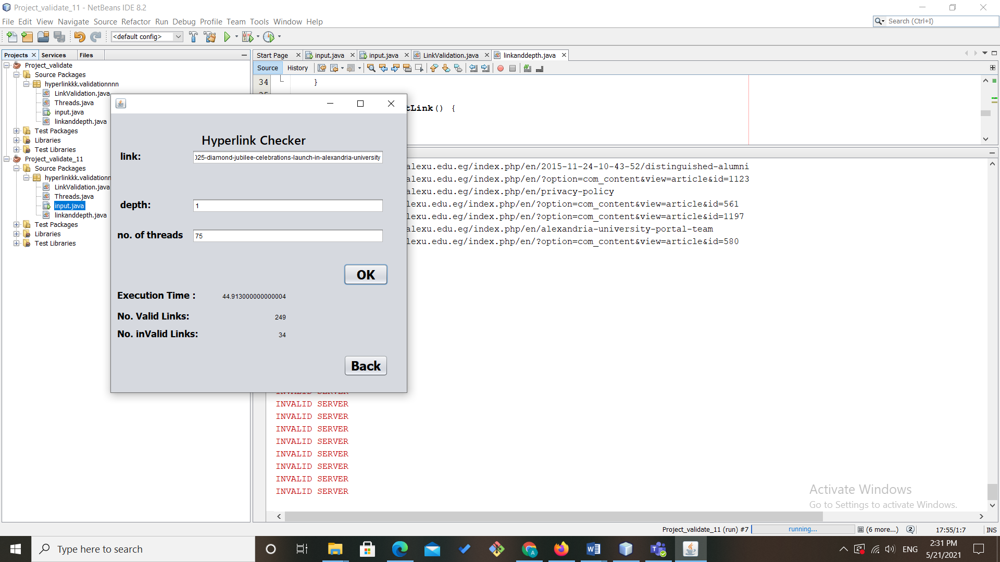 Project_validate_11 - NetBeans IDE 8.2
File Edit View Navigate Source Refactor Run Debug Profile Team Tools Window Help
Search (Ctrl+I)
<default config>
Projects Services Files
Project_validate
Source Packages
hyperlinkkk.validationnnn
LinkValidation.java
Threads.java
input.java
linkanddepth.java
Test Packages
Libraries
Test Libraries
Project_validate_11
Source Packages
hyperlinkkk.validationn
LinkValidation.java
Threads.java
input.java
linkanddepth.java
Test Packages
Libraries
Test Libraries
Start Page input.java input.java LinkValidation.java linkanddepth.java
Source History
34 }
tLink() {
Hyperlink Checker
link: 025-diamond-jubilee-celebrations-launch-in-alexandria-university
depth: 1
no. of threads 75
OK
Execution Time : 44.913000000000004
No. Valid Links: 249
No. inValid Links: 34
Back
alexu.edu.eg/index.php/en/2015-11-24-10-43-52/distinguished-alumni
alexu.edu.eg/index.php/en/?option=com_content&view=article&id=1123
alexu.edu.eg/index.php/en/privacy-policy
lexu.edu.eg/index.php/en/?option=com_content&view=article&id=561
lexu.edu.eg/index.php/en/?option=com_content&view=article&id=1197
alexu.edu.eg/index.php/en/alexandria-university-portal-team
lexu.edu.eg/index.php/en/?option=com_content&view=article&id=580
INVALID SERVER
INVALID SERVER
INVALID SERVER
INVALID SERVER
INVALID SERVER
INVALID SERVER
INVALID SERVER
INVALID SERVER
INVALID SERVER
Activate Windows
Go to Settings to activate Windows.
Project_validate_11 (run) #7 running... (6 more...) 2 17:55/1:7 INS
Type here to search
ENG
2:31 PM
5/21/2021